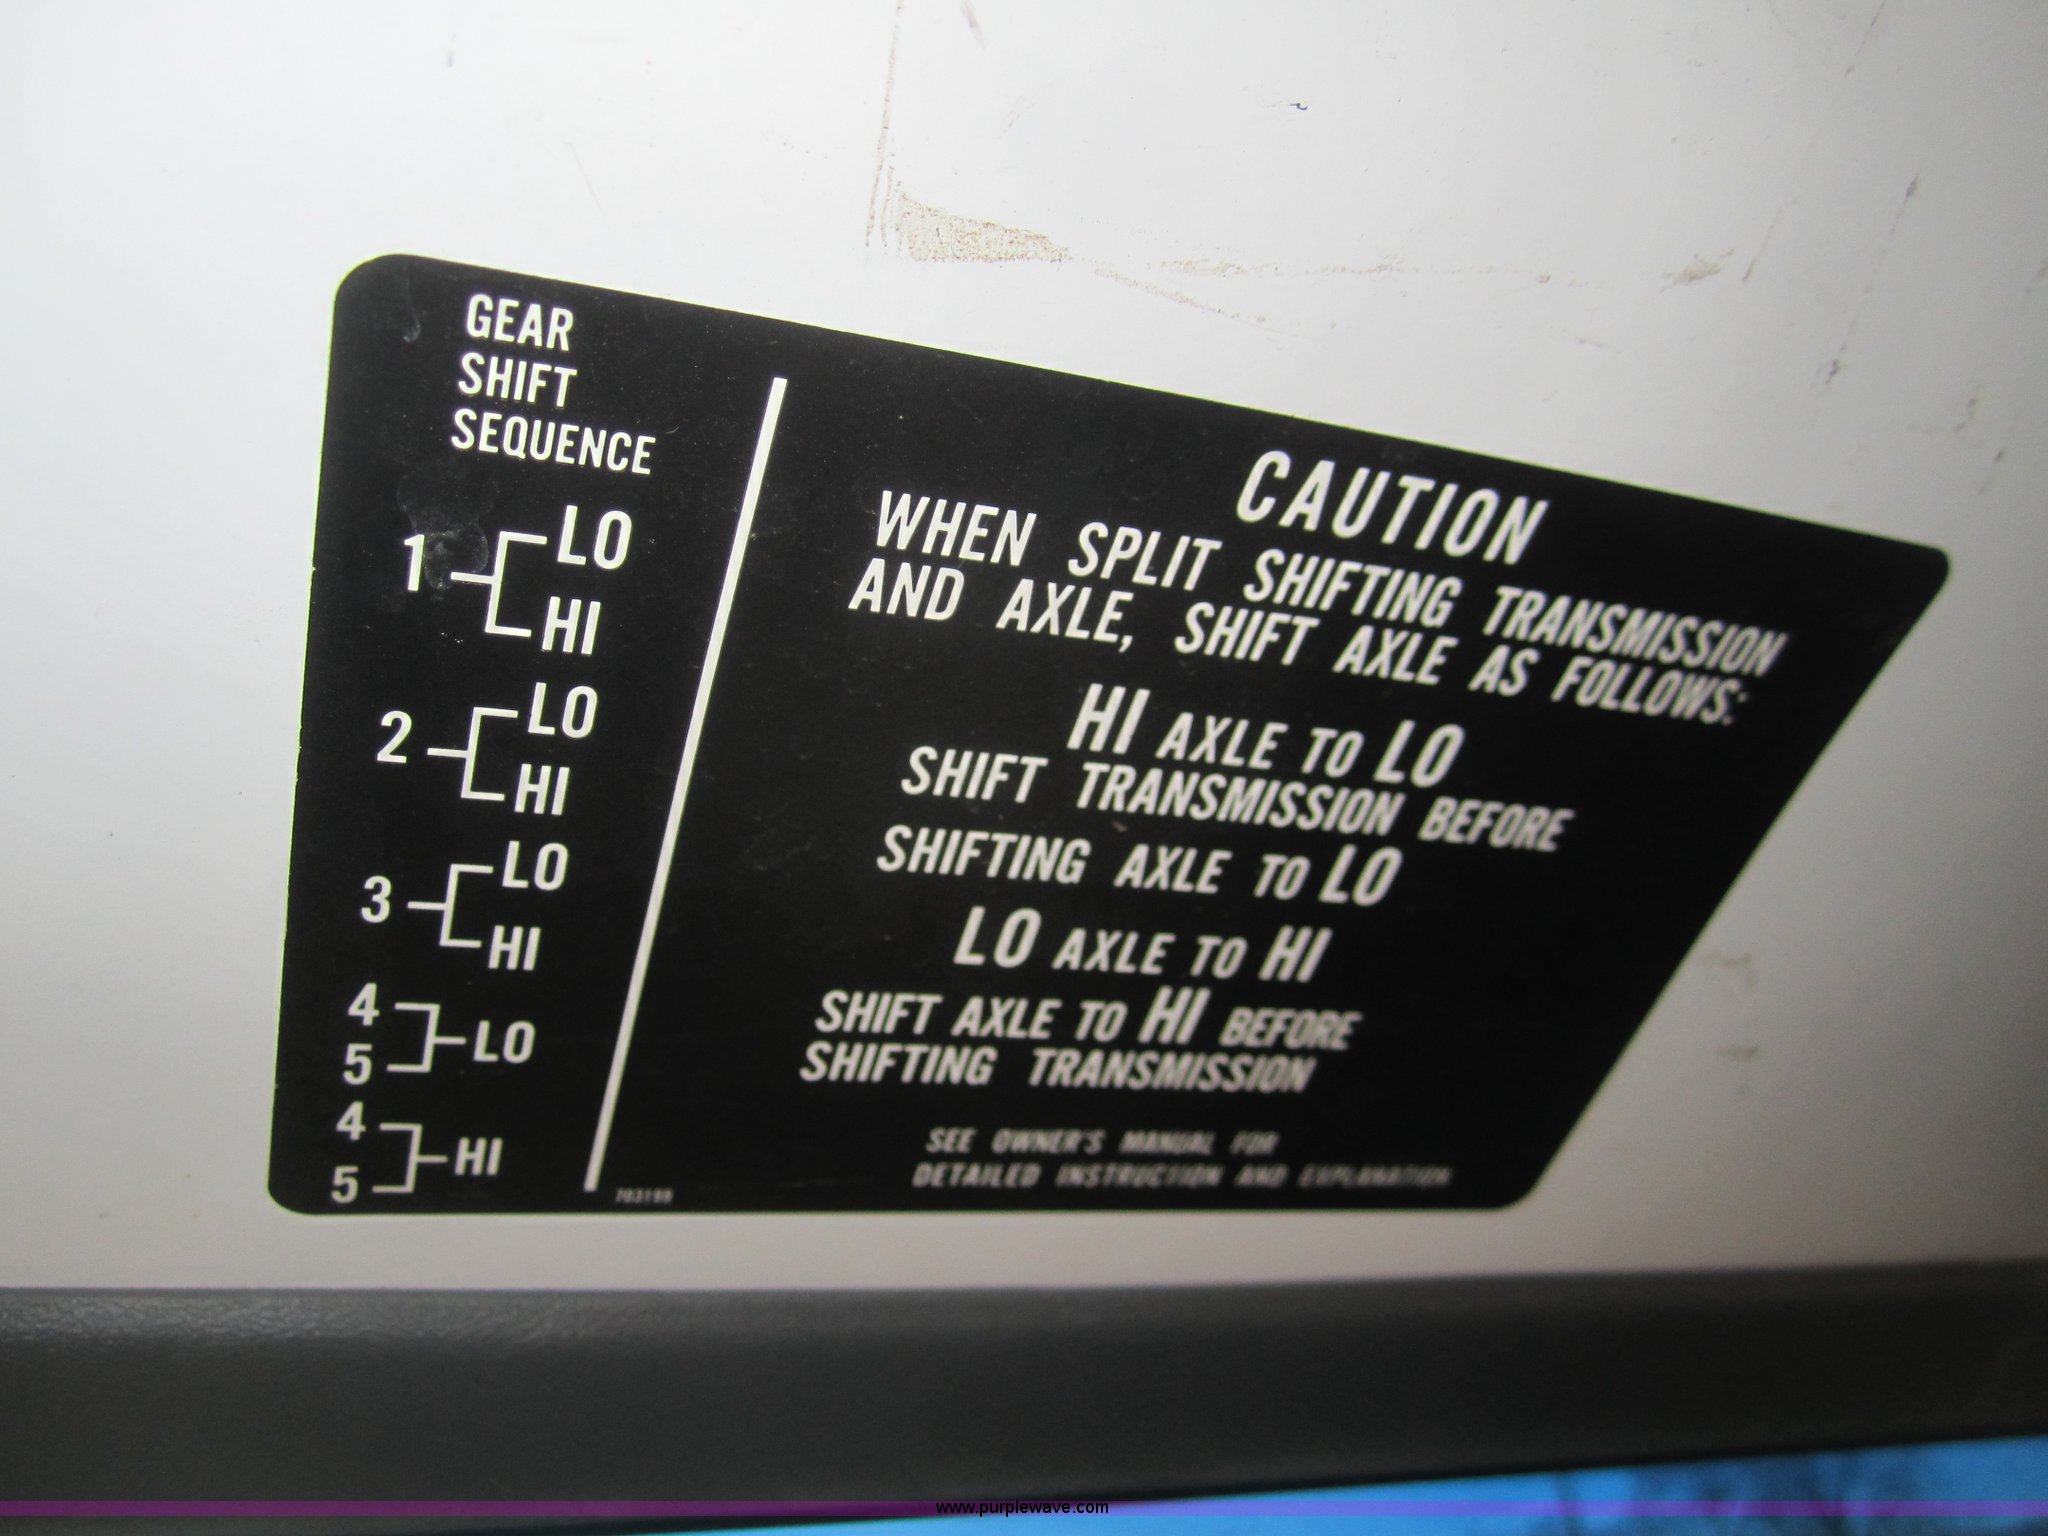 GEAR
SHIFT
SEQUENCE
1 LO
HI
2 LO
HI
3 LO
HI
4
5 LO
4
5 HI
CAUTION
WHEN SPLIT SHIFTING TRANSMISSION
AND AXLE, SHIFT AXLE AS FOLLOWS:
HI AXLE TO LO
SHIFT TRANSMISSION BEFORE
SHIFTING AXLE TO LO
LO AXLE TO HI
SHIFT AXLE TO HI BEFORE
SHIFTING TRANSMISSION
SEE OWNER'S MANUAL FOR
DETAILED INSTRUCTION AND EXPLANATION
www.purplewave.com